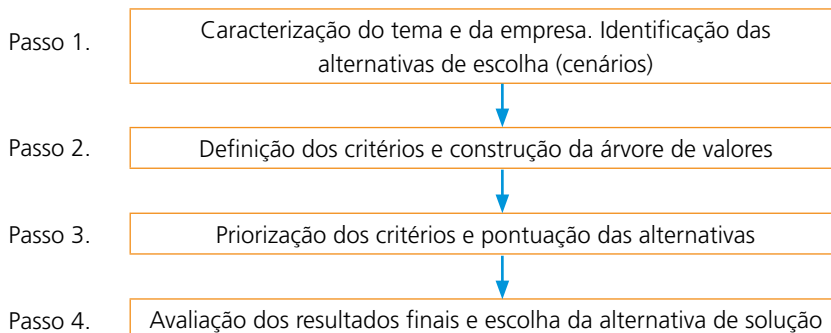 Passo 1.
Caracterização do tema e da empresa. Identificação das
alternativas de escolha (cenários)
Passo 2.
Definição dos critérios e construção da árvore de valores
Passo 3.
Priorização dos critérios e pontuação das alternativas
Passo 4.
Avaliação dos resultados finais e escolha da alternativa de solução